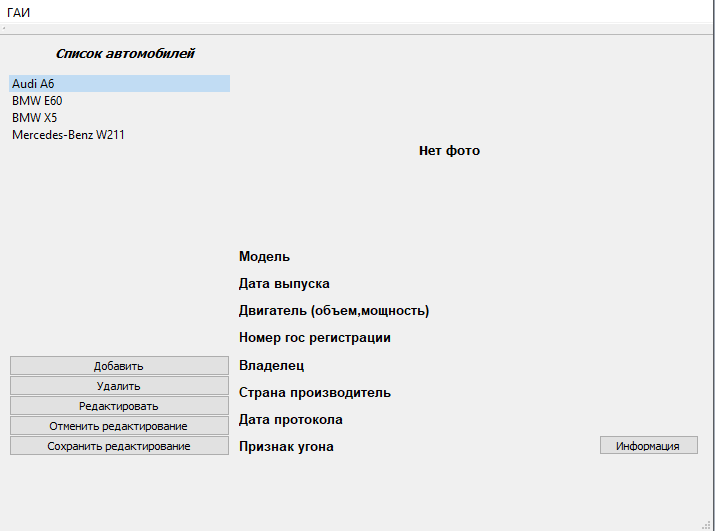 ГАИ
Список автомобилей
Audi A6
BMW E60
BMW X5
Mercedes-Benz W211
Нет фото
Модель
Дата выпуска
Двигатель (объем,мощность)
Номер гос регистрации
Добавить
Владелец
Удалить
Страна производитель
Редактировать
Дата протокола
Отменить редактирование
Признак угона
Сохранить редактирование
Информация